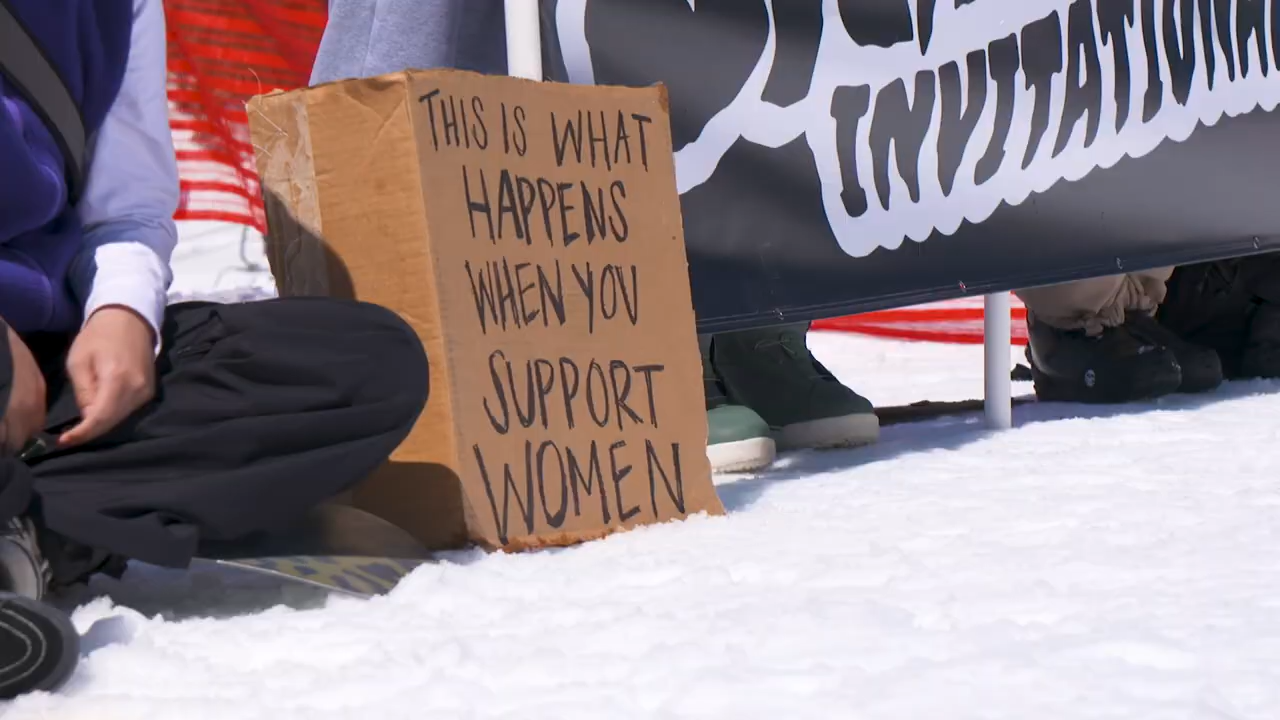 THIS IS WHAT
HAPPENS
WHEN YOU
SUPPORT
WOMEN
INVITATIONAL